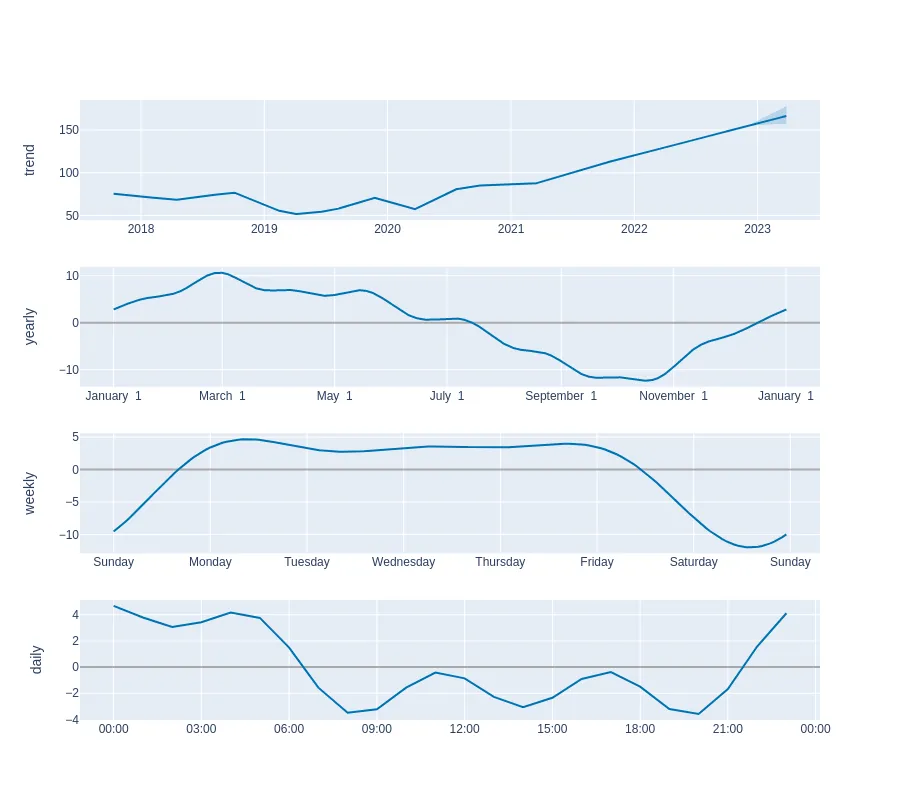 trend
150
100
50
2018 2019 2020 2021 2022 2023
yearly
10
0
−10
January 1 March 1 May 1 July 1 September 1 November 1 January 1
weekly
5
0
−5
−10
Sunday Monday Tuesday Wednesday Thursday Friday Saturday Sunday
daily
4
2
0
−2
−4
00:00 03:00 06:00 09:00 12:00 15:00 18:00 21:00 00:00